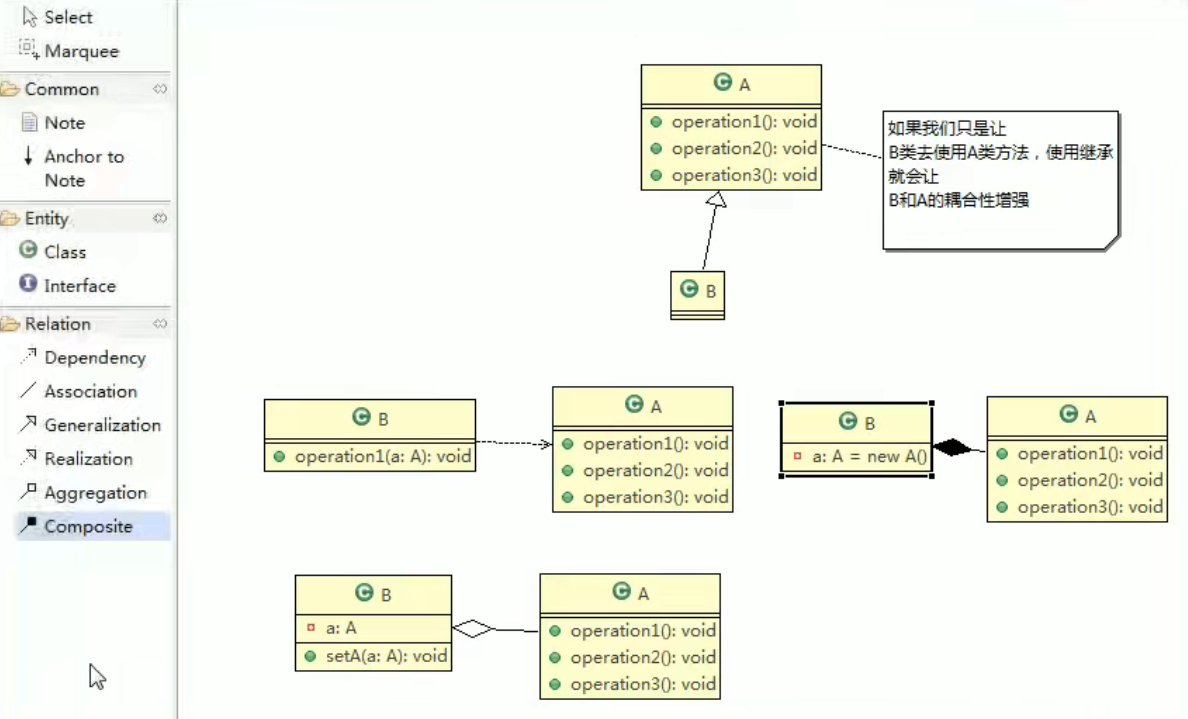 Select
Marquee
Common
Note
Anchor to
Note
Entity
Class
Interface
Relation
Dependency
Association
Generalization
Realization
Aggregation
Composite
C A
operation1(): void
operation2(): void
operation3(): void
如果我们只是让
B类去使用A类方法，使用继承
就会让
B和A的耦合性增强
C B
C B
operation1(a: A): void
C A
operation1(): void
operation2(): void
operation3(): void
C B
a: A = new A()
C A
operation1(): void
operation2(): void
operation3(): void
C B
a: A
setA(a: A): void
C A
operation1(): void
operation2(): void
operation3(): void